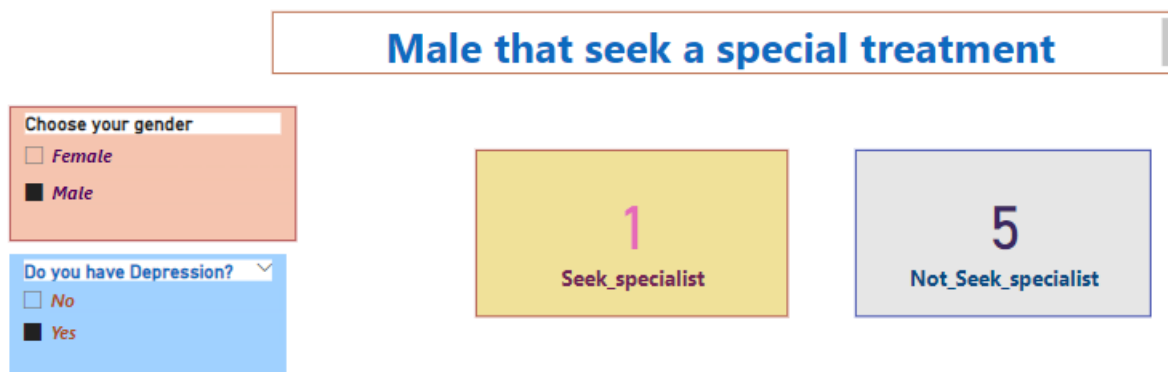 Male that seek a special treatment
Choose your gender
Female
Male
Do you have Depression?
No
Yes
1
Seek_specialist
5
Not_Seek_specialist